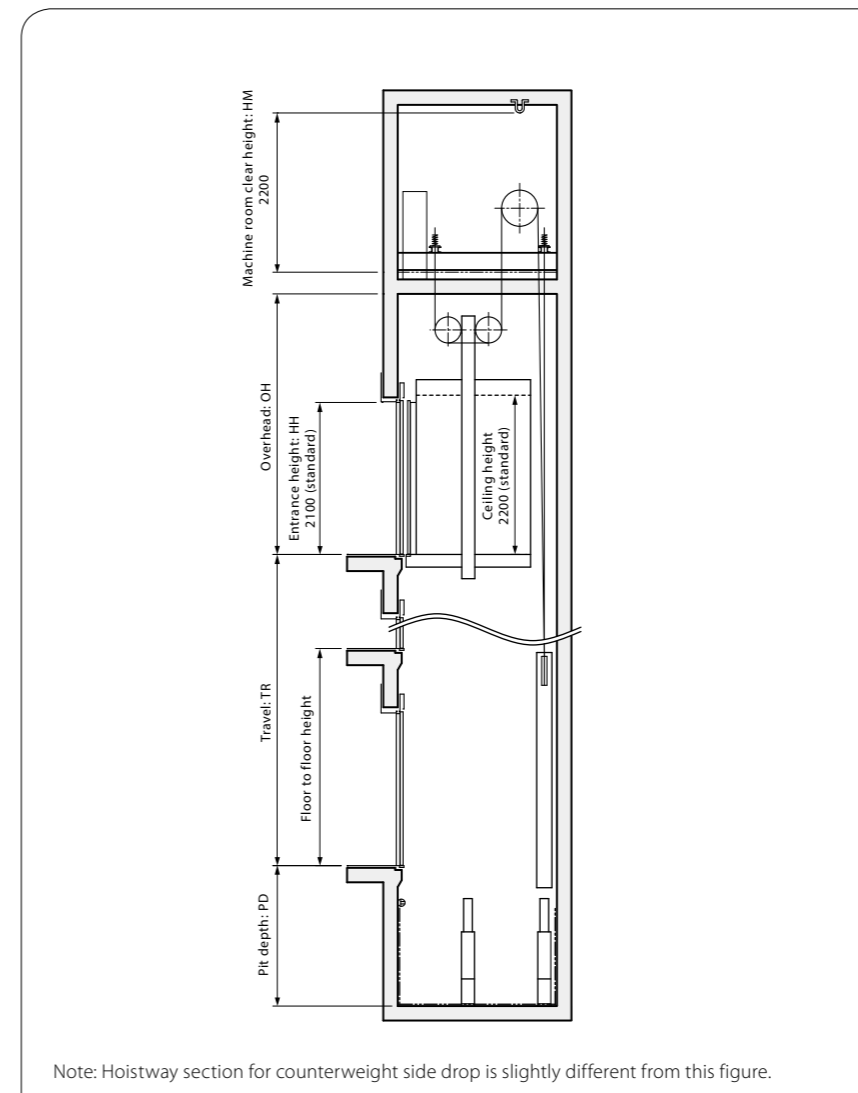 Machine room clear height: HM
2200
Overhead: OH
Entrance height: HH
2100 (standard)
Ceiling height
2200 (standard)
Travel: TR
Floor to floor height
Pit depth: PD
Note: Hoistway section for counterweight side drop is slightly different from this figure.